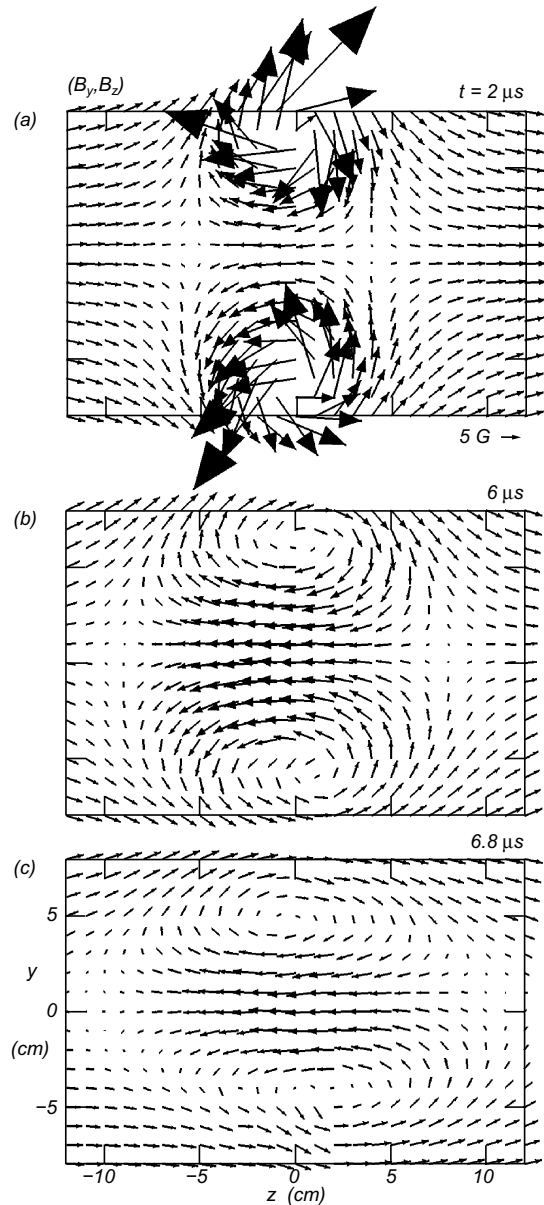 (B_y,B_z)
(a)
t = 2 μs
5 G
(b)
6 μs
(c)
6.8 μs
5
y
0
(cm)
−5
−10
−5
0
5
10
z (cm)